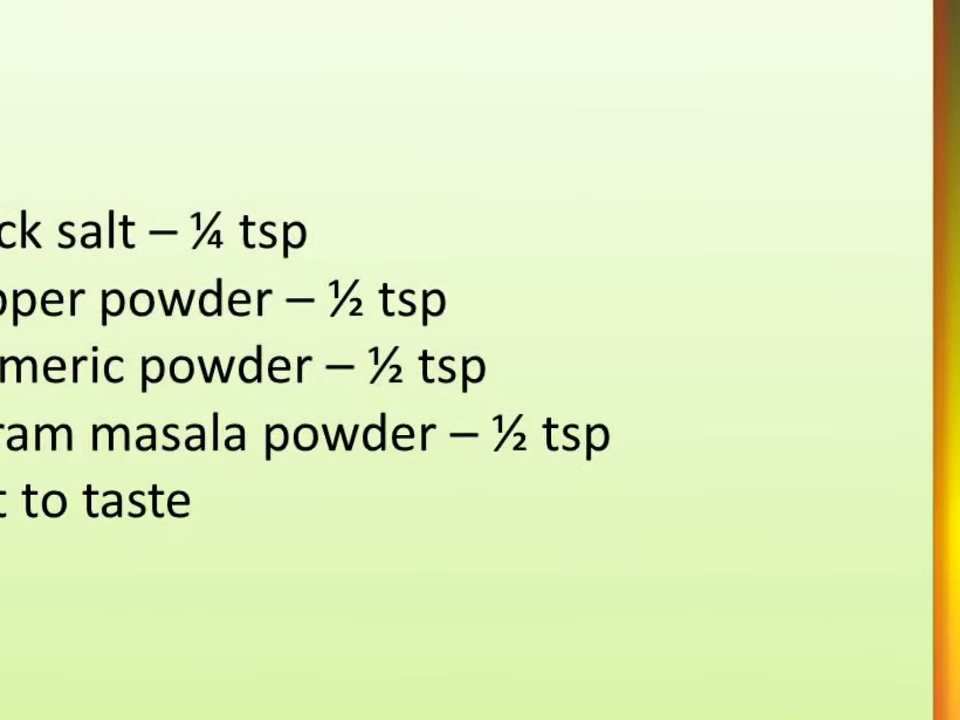 ck salt – ¼ tsp
pper powder – ½ tsp
meric powder – ½ tsp
ram masala powder – ½ tsp
t to taste